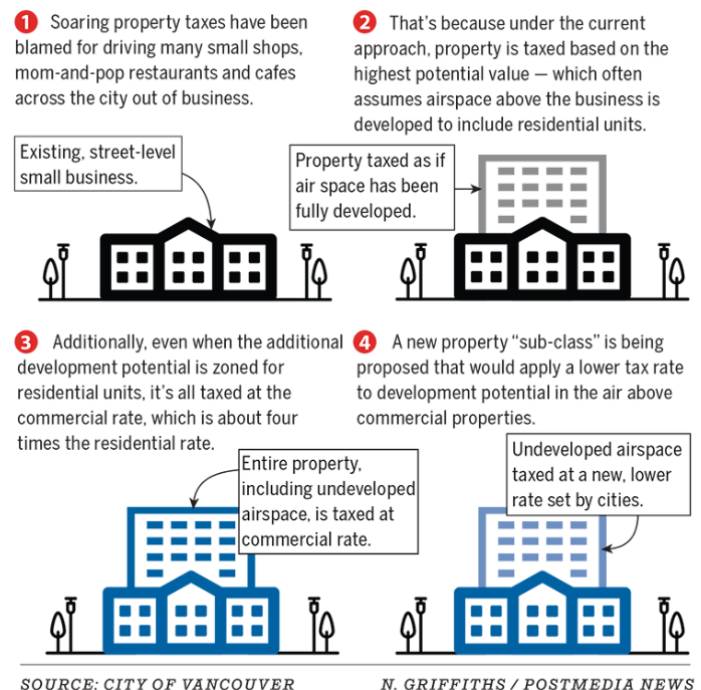 1 Soaring property taxes have been
blamed for driving many small shops,
mom-and-pop restaurants and cafes
across the city out of business.
Existing, street-level
small business.
2 That’s because under the current
approach, property is taxed based on the
highest potential value — which often
assumes airspace above the business is
developed to include residential units.
Property taxed as if
air space has been
fully developed.
3 Additionally, even when the additional
development potential is zoned for
residential units, it’s all taxed at the
commercial rate, which is about four
times the residential rate.
Entire property,
including undeveloped
airspace, is taxed at
commercial rate.
4 A new property “sub-class” is being
proposed that would apply a lower tax rate
to development potential in the air above
commercial properties.
Undeveloped airspace
taxed at a new, lower
rate set by cities.
SOURCE: CITY OF VANCOUVER
N. GRIFFITHS / POSTMEDIA NEWS